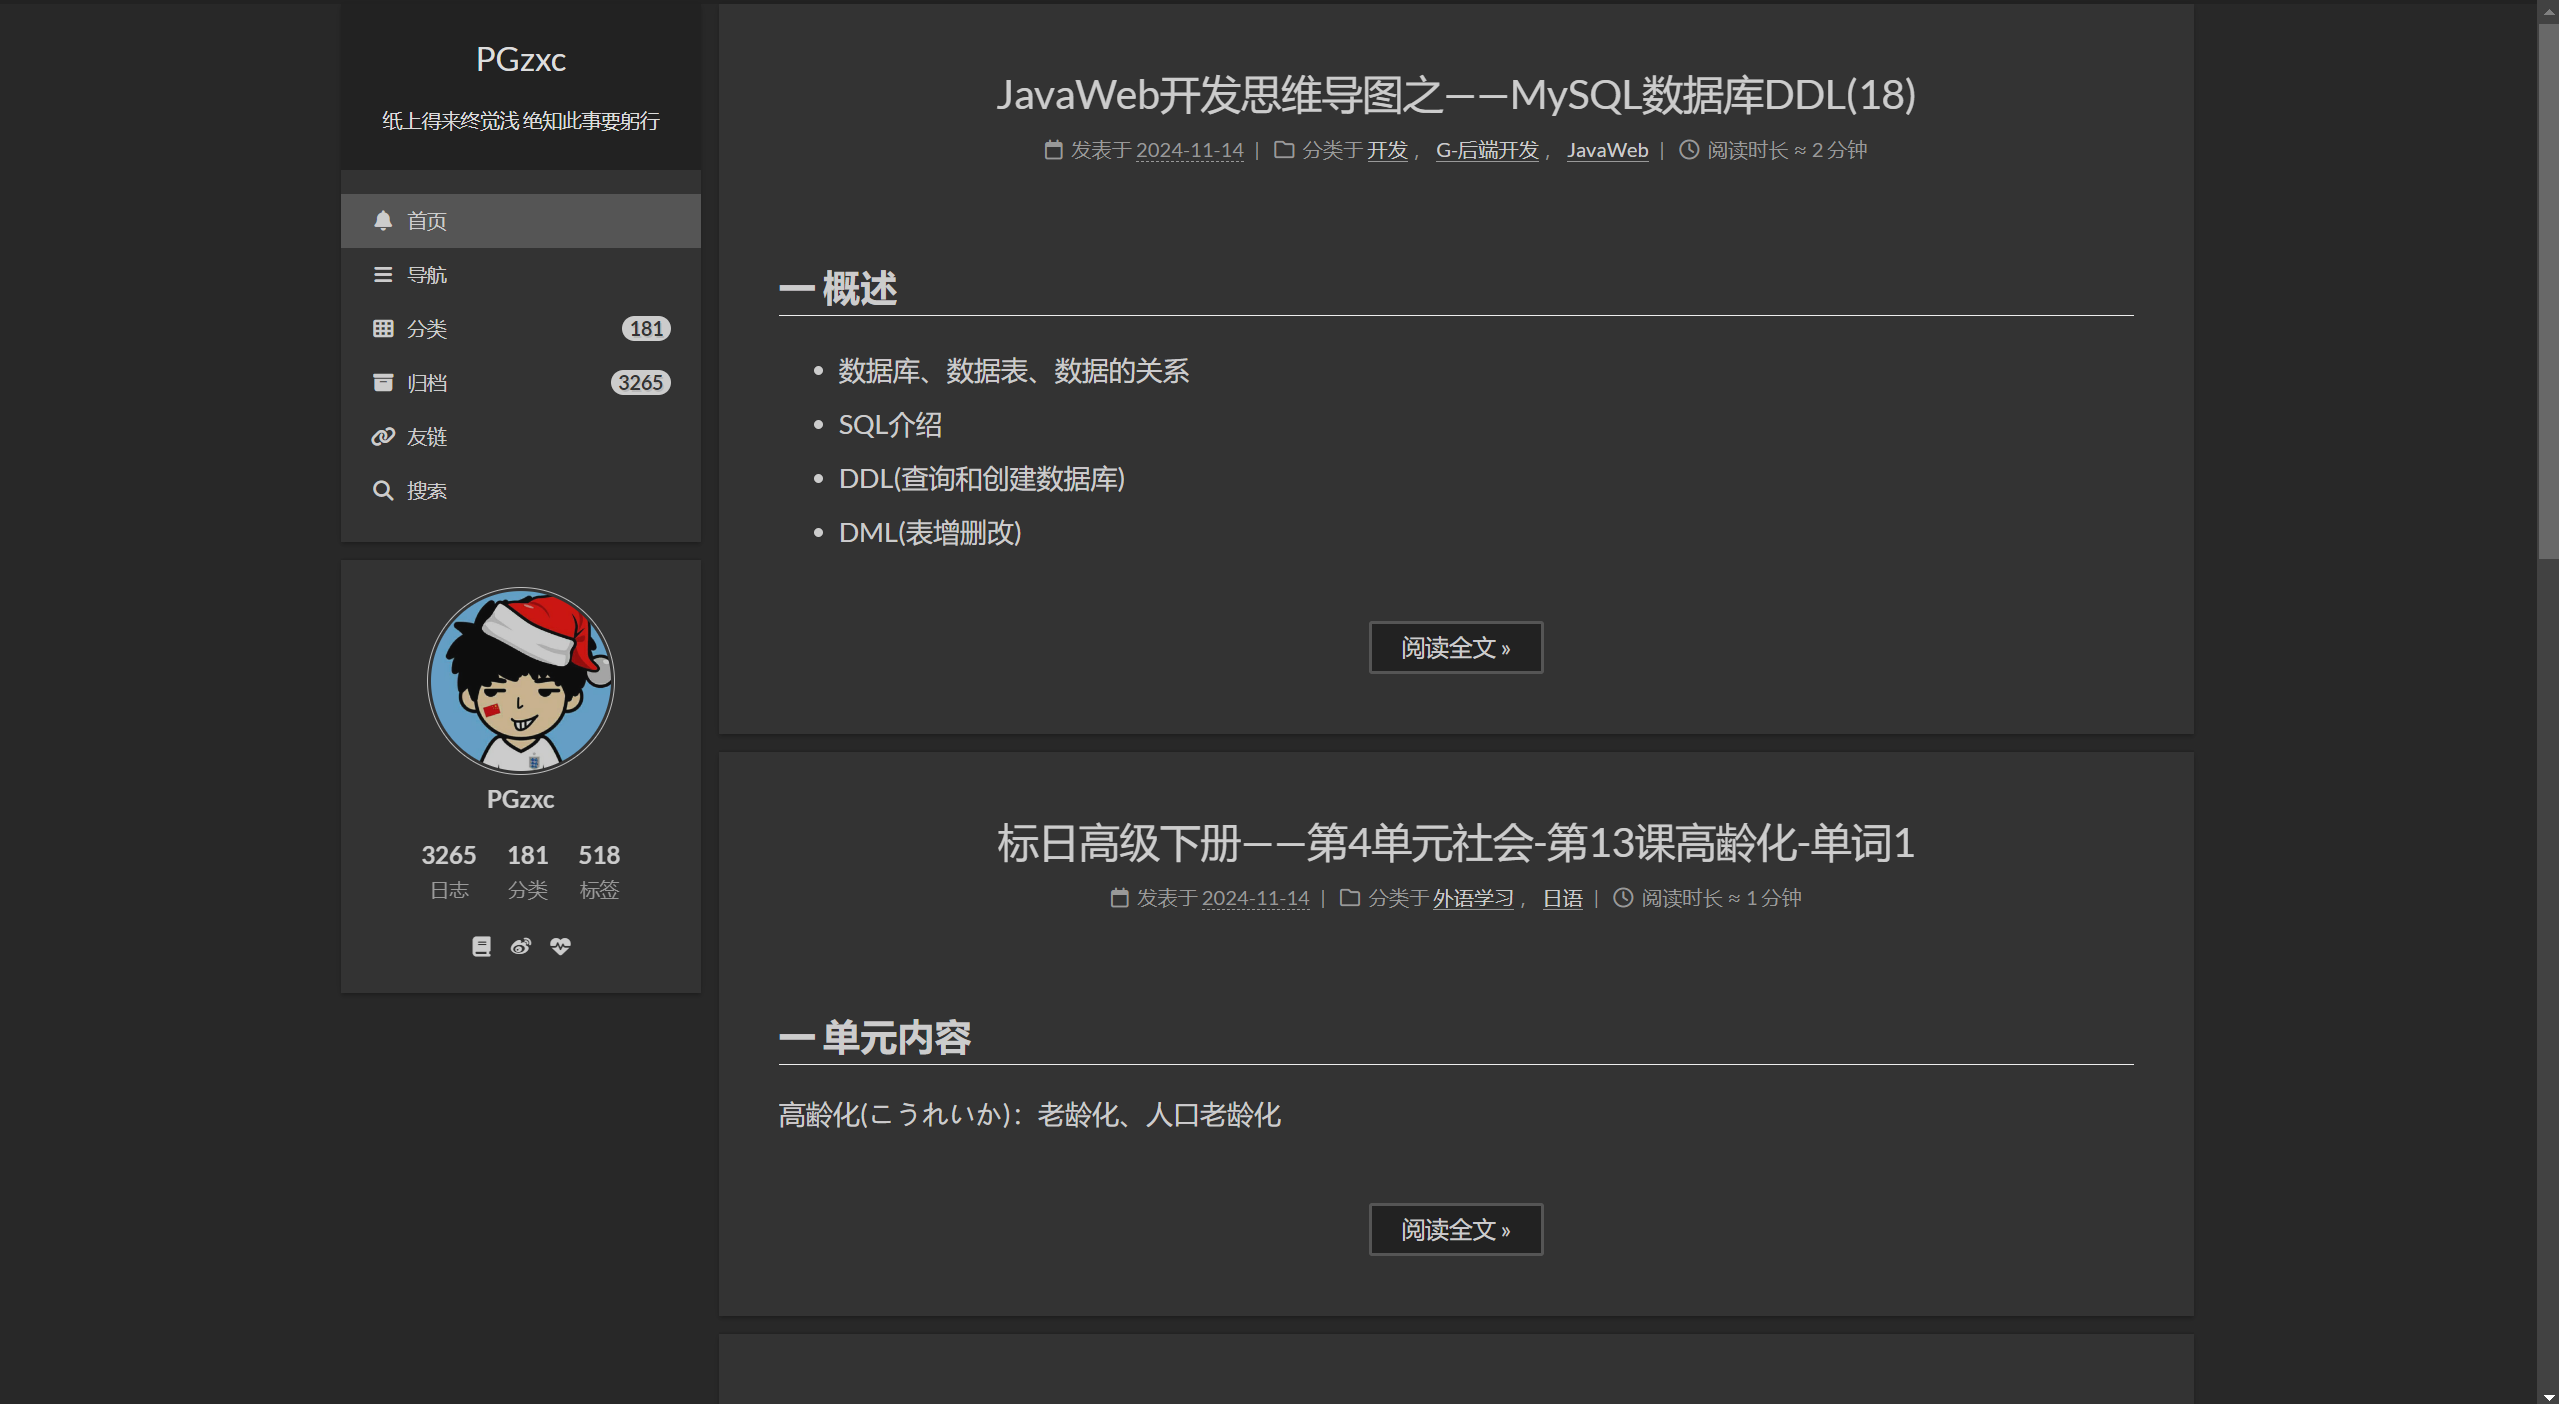 PGzxc
纸上得来终觉浅 绝知此事要躬行
首页
导航
分类 181
归档 3265
友链
搜索
PGzxc
3265 181 518
日志 分类 标签
JavaWeb开发思维导图之——MySQL数据库DDL(18)
发表于 2024-11-14 | 分类于 开发 , G-后端开发 , JavaWeb | 阅读时长 ≈ 2 分钟
一 概述
• 数据库、数据表、数据的关系
• SQL介绍
• DDL(查询和创建数据库)
• DML(表增删改)
阅读全文 »
标日高级下册——第4单元社会-第13课高龄化-单词1
发表于 2024-11-14 | 分类于 外语学习 , 日语 | 阅读时长 ≈ 1 分钟
一 单元内容
高龄化(こうれいか)：老龄化、人口老龄化
阅读全文 »